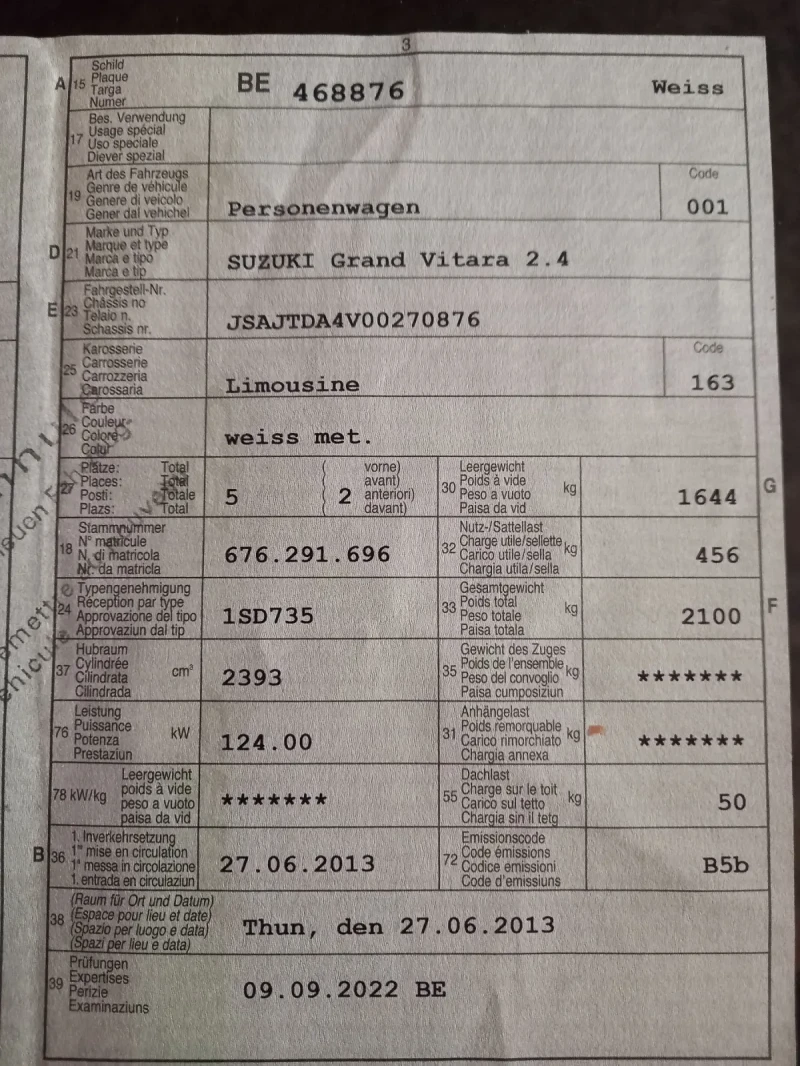 3
A 15 Schild
Plaque
Targa
Numer
BE 468876 Weiss
17 Bes. Verwendung
Usage spécial
Uso speciale
Diever spezial
19 Art des Fahrzeugs
Genre de véhicule
Genere di veicolo
Gener dal vehichel
Personenwagen
Code
001
D 21 Marke und Typ
Marque et type
Marca e tipo
Marca e tip
SUZUKI Grand Vitara 2.4
E 23 Fahrgestell-Nr.
Châssis no
Telaio n.
Schassis nr.
JSAJTDA4V00270876
25 Karosserie
Carrosserie
Carrozzeria
Carossaria
Limousine
Code
163
26 Farbe
Couleur
Colore
Color
weiss met.
27 Plätze: Total
Places: Total
Posti: Totale
Plazs: Total
5
( vorne)
( avant)
( 2 anteriori)
( davant)
30 Leergewicht
Poids à vide
Peso a vuoto
Paisa da vid
kg
1644
G
18 Stammnummer
N° matricule
N. di matricola
Nr. da matricla
676.291.696
32 Nutz-/Sattellast
Charge utile/sellette
Carico utile/sella
Chargia utila/sella
kg
456
24 Typengenehmigung
Réception par type
Approvazione del tipo
Approvaziun dal tip
1SD735
33 Gesamtgewicht
Poids total
Peso totale
Paisa totala
kg
2100
F
37 Hubraum
Cylindrée
Cilindrata
Cilindrada
cm³
2393
35 Gewicht des Zuges
Poids de l'ensemble
Peso del convoglio
Paisa cumposiziun
kg
*******
76 Leistung
Puissance
Potenza
Prestaziun
kW
124.00
31 Anhängelast
Poids remorquable
Carico rimorchiato
Chargia annexa
kg
*******
78 kW/kg
Leergewicht
poids à vide
peso a vuoto
paisa da vid
*******
55 Dachlast
Charge sur le toit
Carico sul tetto
Chargia sin il tetg
kg
50
B 36 1. Inverkehrsetzung
1re mise en circulation
1a messa in circolazione
1. entrada en circulaziun
27.06.2013
72 Emissionscode
Code émissions
Codice emissioni
Code d'emissiuns
B5b
38 (Raum für Ort und Datum)
(Espace pour lieu et date)
(Spazio per luogo e data)
(Spazi per lieu e data)
Thun, den 27.06.2013
39 Prüfungen
Expertises
Perizie
Examinaziuns
09.09.2022 BE